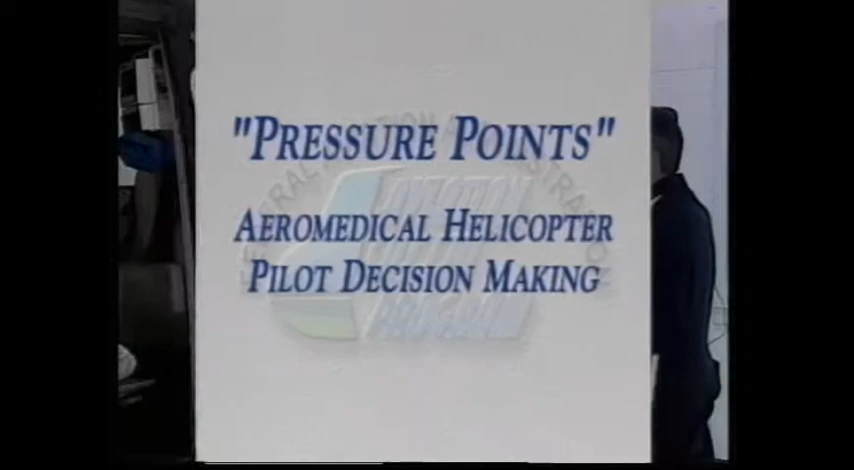 "PRESSURE POINTS"
AEROMEDICAL HELICOPTER
PILOT DECISION MAKING